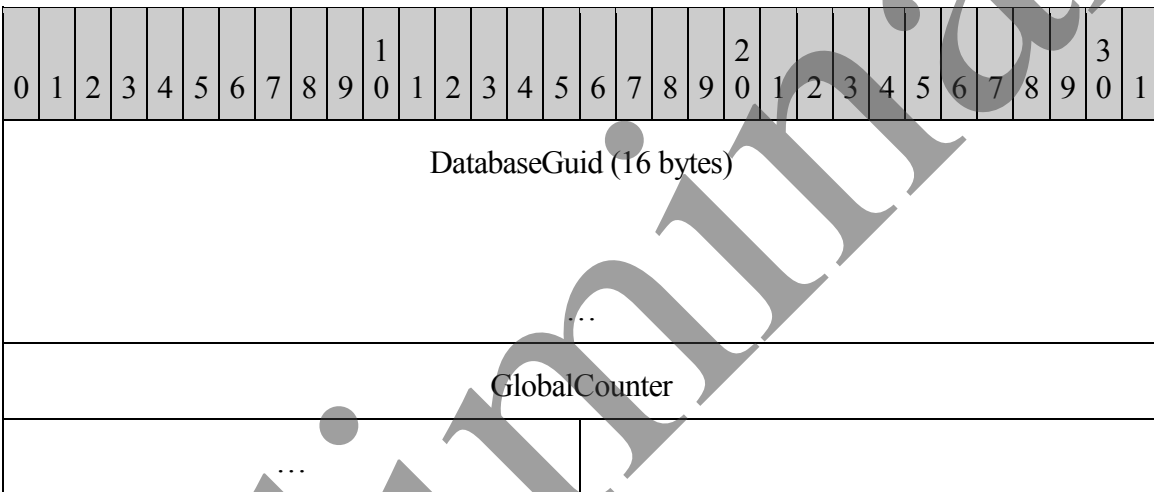 1 2 3
0 1 2 3 4 5 6 7 8 9 0 1 2 3 4 5 6 7 8 9 0 1 2 3 4 5 6 7 8 9 0 1
DatabaseGuid (16 bytes)
…
GlobalCounter
…